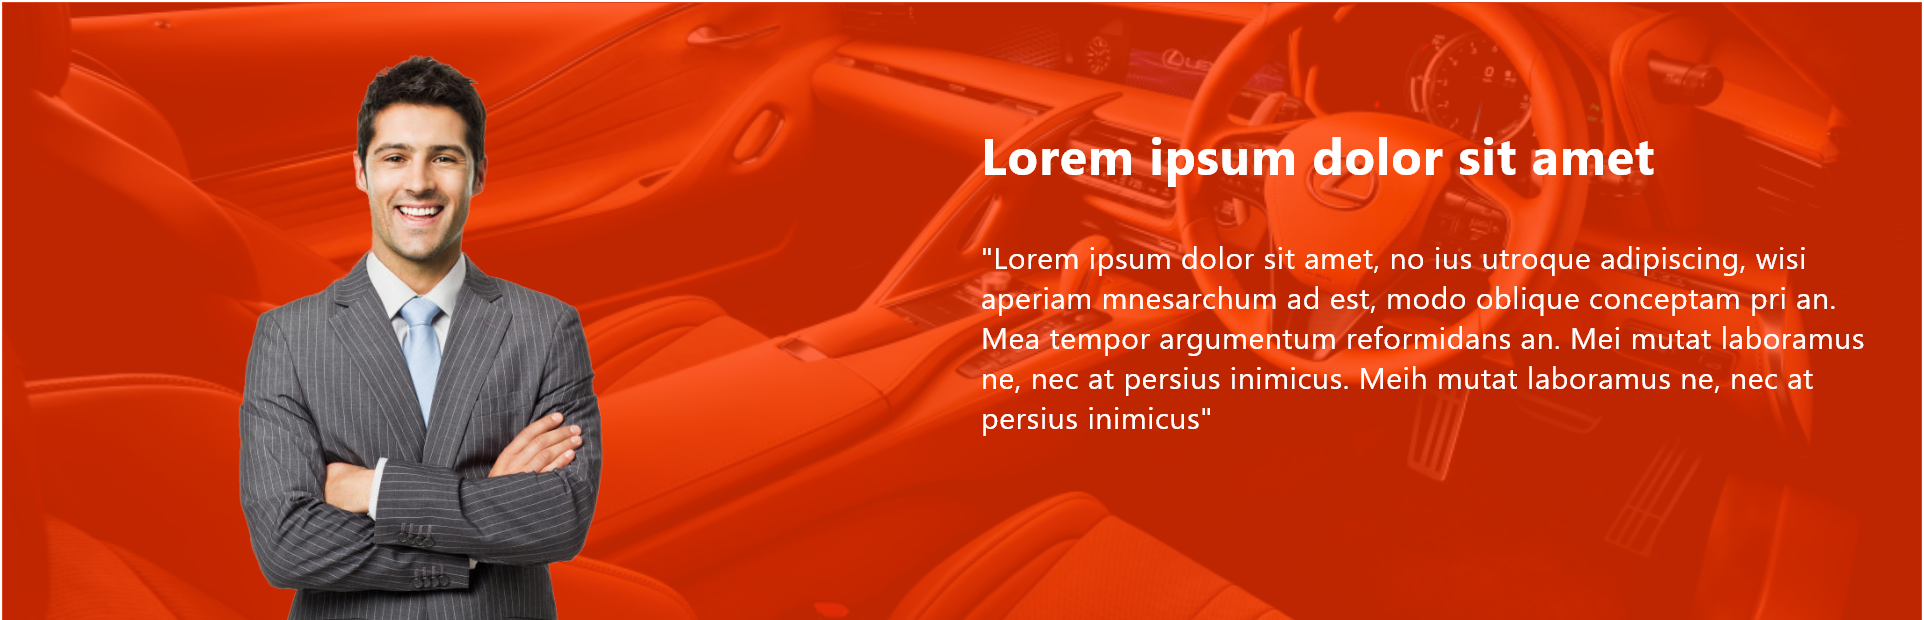 Lorem ipsum dolor sit amet
"Lorem ipsum dolor sit amet, no ius utroque adipiscing, wisi
aperiam mnesarchum ad est, modo oblique conceptam pri an.
Mea tempor argumentum reformidans an. Mei mutat laboramus
ne, nec at persius inimicus. Meih mutat laboramus ne, nec at
persius inimicus"